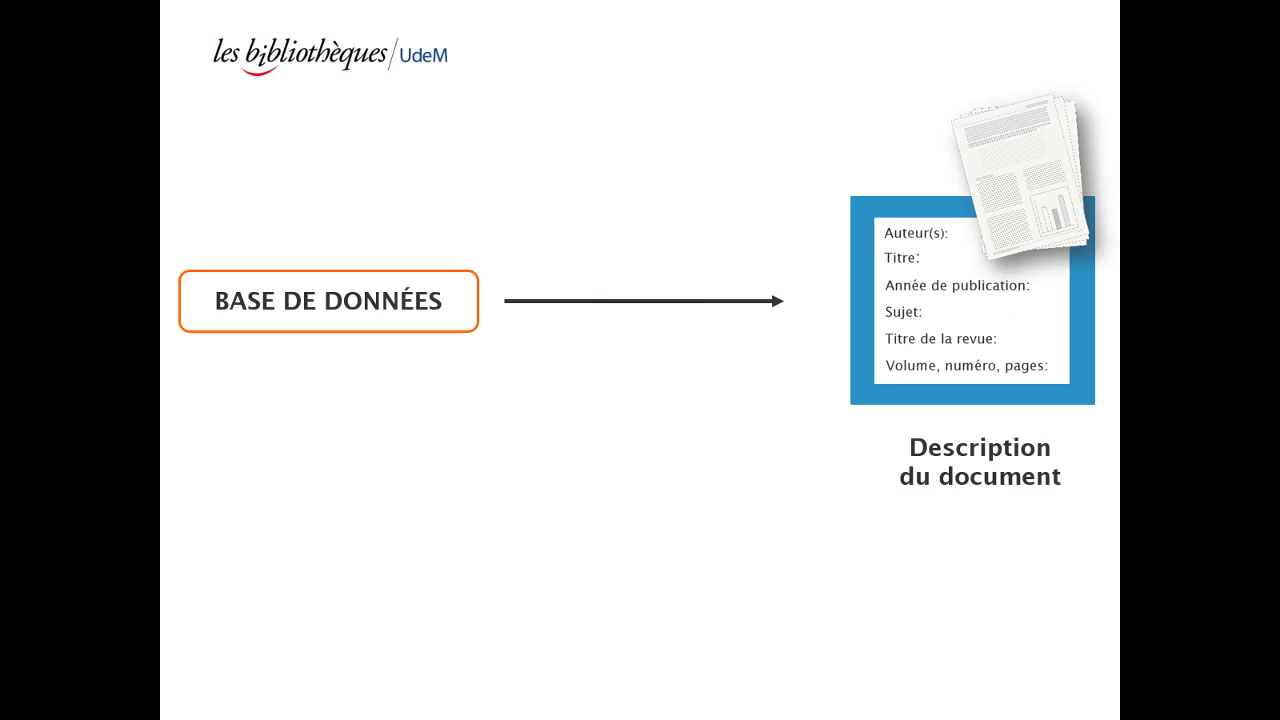 les bibliothèques/UdeM
BASE DE DONNÉES
Auteur(s):
Titre:
Année de publication:
Sujet:
Titre de la revue:
Volume, numéro, pages:
Description
du document